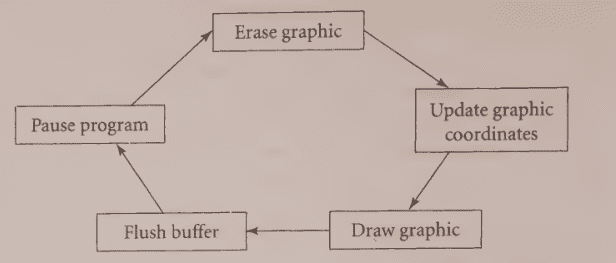 Erase graphic
Update graphic
coordinates
Draw graphic
Flush buffer
Pause program